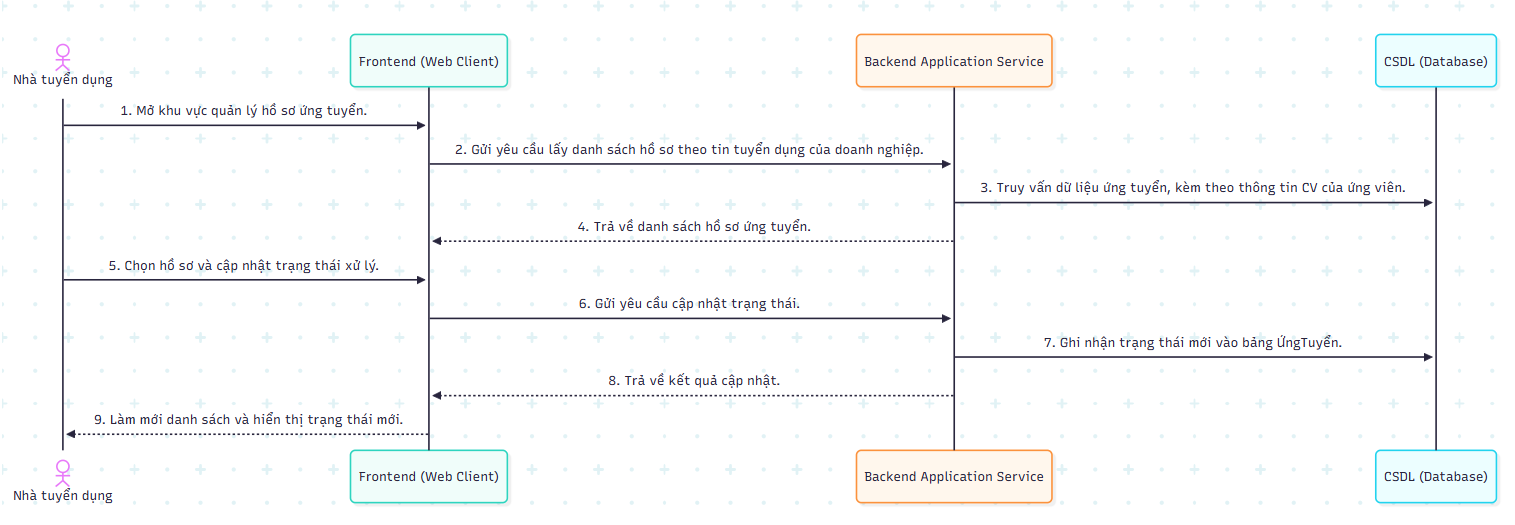 Nhà tuyển dụng
Frontend (Web Client)
Backend Application Service
CSDL (Database)
1. Mở khu vực quản lý hồ sơ ứng tuyển.
2. Gửi yêu cầu lấy danh sách hồ sơ theo tin tuyển dụng của doanh nghiệp.
3. Truy vấn dữ liệu ứng tuyển, kèm theo thông tin CV của ứng viên.
4. Trả về danh sách hồ sơ ứng tuyển.
5. Chọn hồ sơ và cập nhật trạng thái xử lý.
6. Gửi yêu cầu cập nhật trạng thái.
7. Ghi nhận trạng thái mới vào bảng ỨngTuyển.
8. Trả về kết quả cập nhật.
9. Làm mới danh sách và hiển thị trạng thái mới.
Nhà tuyển dụng
Frontend (Web Client)
Backend Application Service
CSDL (Database)